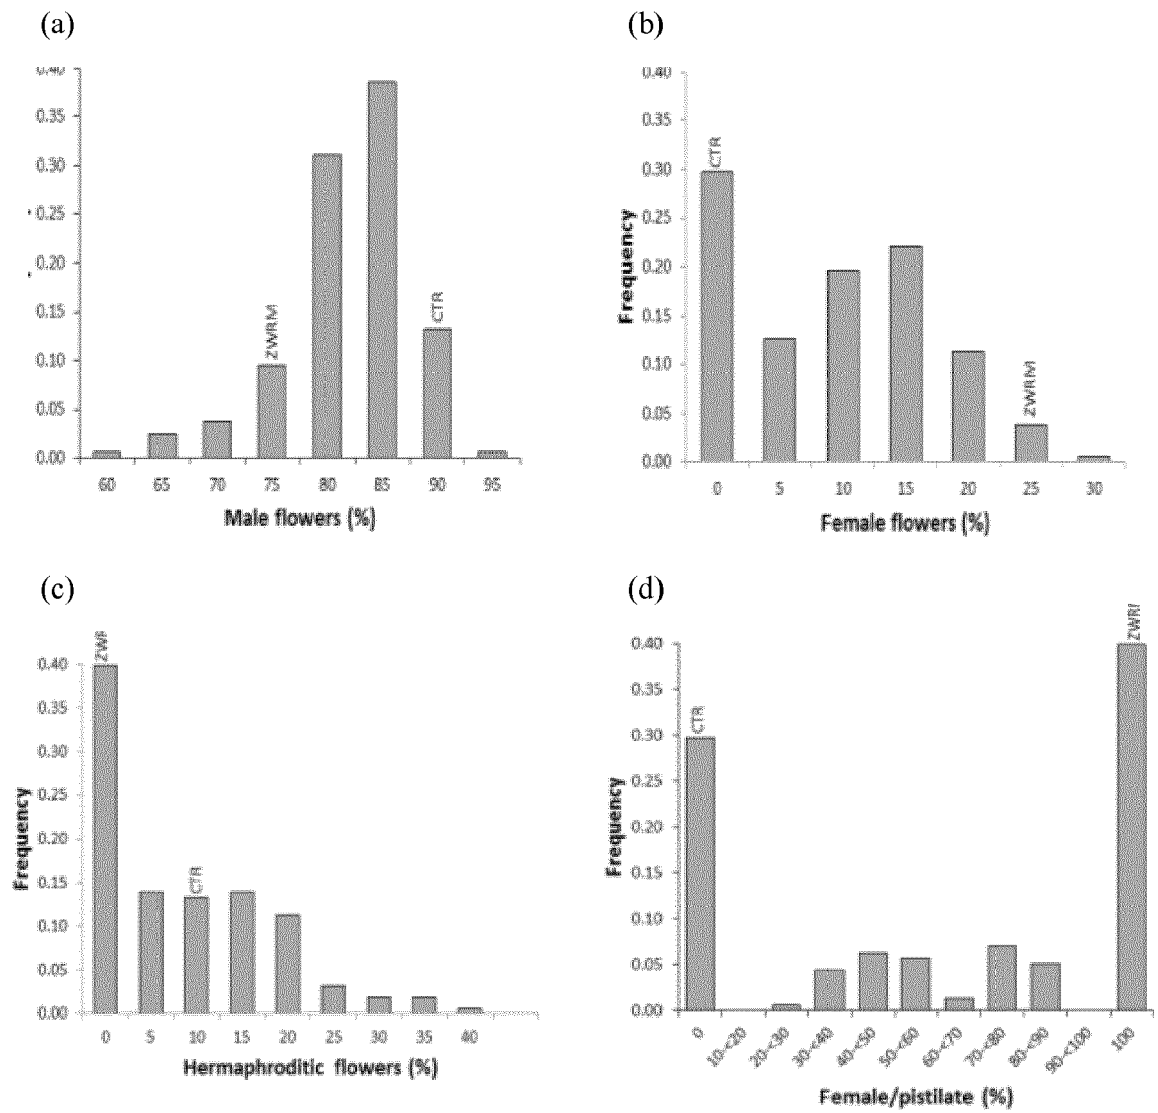 (a)
0.40
0.35
0.30
0.25
0.20
0.15
0.10
0.05
0.00
ZWRM
CTR
60 65 70 75 80 85 90 95
Male flowers (%)
(b)
0.40
0.35
0.30
0.25
0.20
0.15
0.10
0.05
0.00
Frequency
CTR
ZWRM
0 5 10 15 20 25 30
Female flowers (%)
(c)
0.40
0.35
0.30
0.25
0.20
0.15
0.10
0.05
0.00
Frequency
CTR
0 5 10 15 20 25 30 35 40
Hermaphroditic flowers (%)
(d)
0.40
0.35
0.30
0.25
0.20
0.15
0.10
0.05
0.00
Frequency
CTR
0 10-<20 20-<30 30-<40 40-<50 50-<60 60-<70 70-<80 80-<90 90-<100 100
Female/pistilate (%)